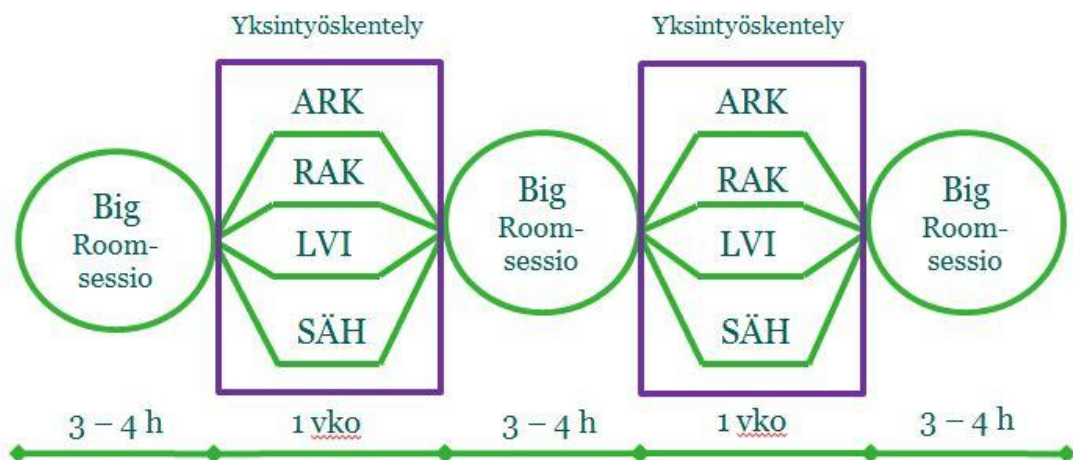 Yksintyöskentely
Yksintyöskentely
Big
Room-
sessio
ARK
RAK
LVI
SÄH
Big
Room-
sessio
ARK
RAK
LVI
SÄH
Big
Room-
sessio
3 – 4 h
1 vko
3 – 4 h
1 vko
3 – 4 h